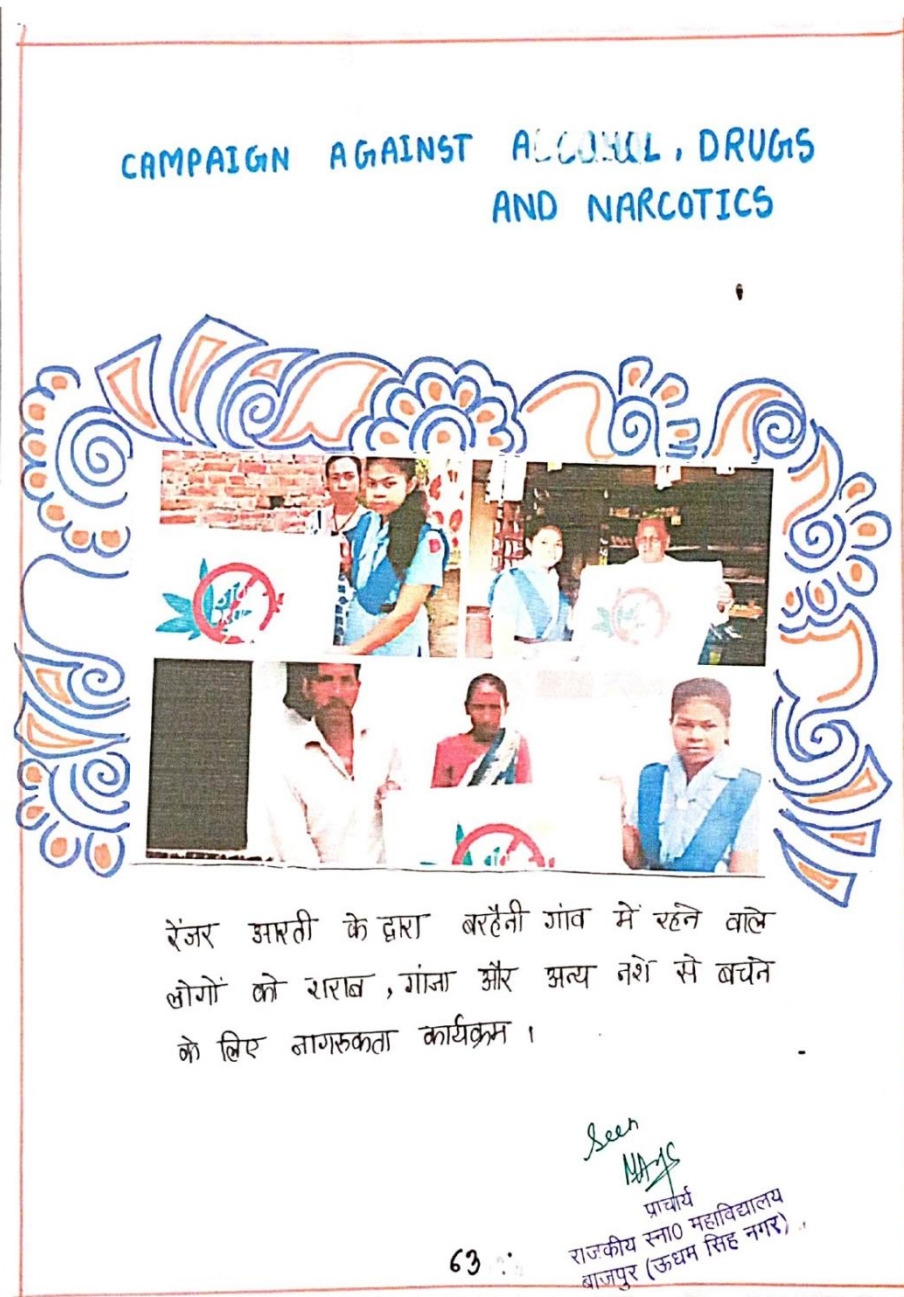 CAMPAIGN AGAINST ALCOHOL, DRUGS
AND NARCOTICS
रेंजर आरती के द्वारा बरहैनी गांव में रहने वाले
लोगों को शराब, गांजा और अन्य नशे से बचने
के लिए जागरुकता कार्यक्रम ।
Seen
प्राचार्य
राजकीय स्ना0 महाविद्यालय
बाजपुर (ऊधम सिंह नगर)
63